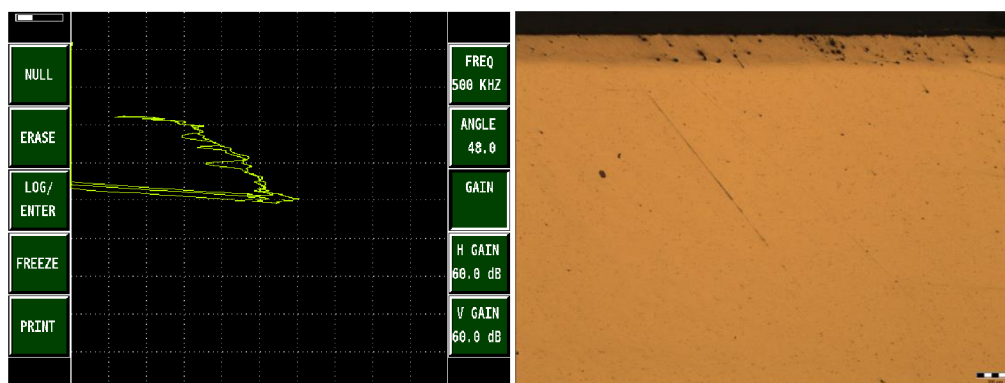 NULL
ERASE
LOG/
ENTER
FREEZE
PRINT
FREQ
500 KHZ
ANGLE
48.0
GAIN
H GAIN
60.0 dB
V GAIN
60.0 dB